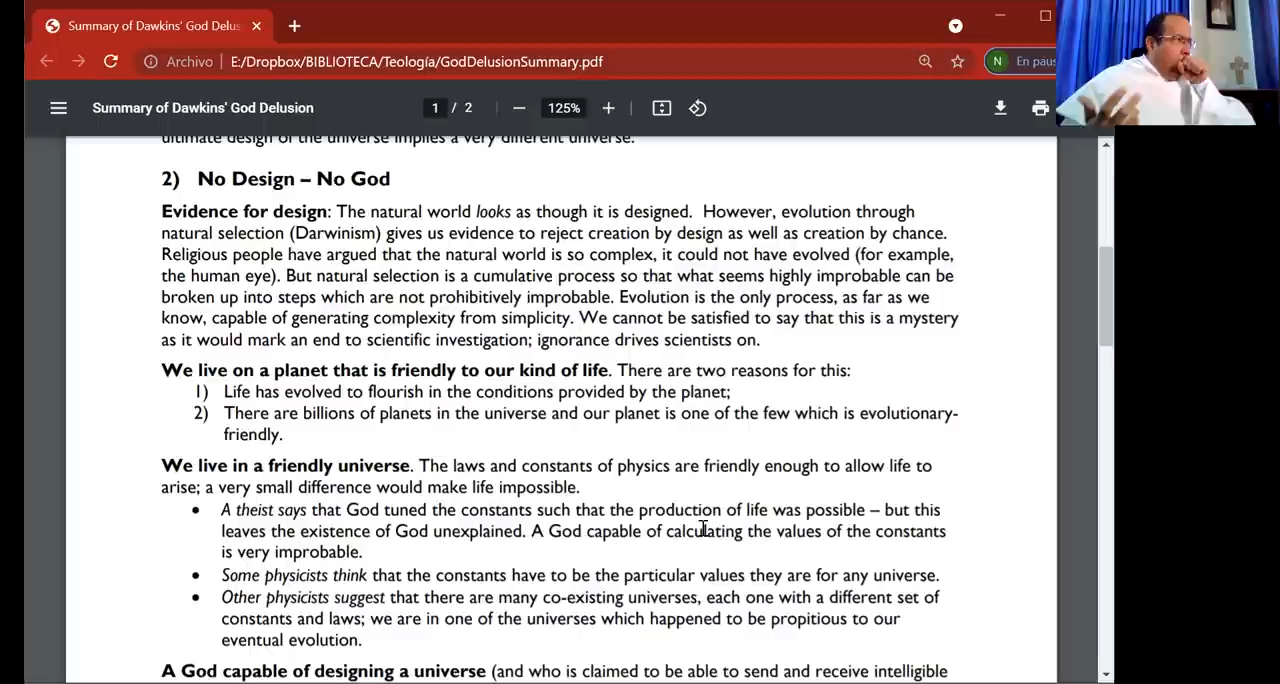 Summary of Dawkins' God Delus
Archivo | E:/Dropbox/BIBLIOTECA/Teología/GodDelusionSummary.pdf
N En paus
Summary of Dawkins' God Delusion 1 / 2 125%
ultimate design of the universe implies a very different universe.
2) No Design – No God
Evidence for design: The natural world looks as though it is designed. However, evolution through
natural selection (Darwinism) gives us evidence to reject creation by design as well as creation by chance.
Religious people have argued that the natural world is so complex, it could not have evolved (for example,
the human eye). But natural selection is a cumulative process so that what seems highly improbable can be
broken up into steps which are not prohibitively improbable. Evolution is the only process, as far as we
know, capable of generating complexity from simplicity. We cannot be satisfied to say that this is a mystery
as it would mark an end to scientific investigation; ignorance drives scientists on.
We live on a planet that is friendly to our kind of life. There are two reasons for this:
1) Life has evolved to flourish in the conditions provided by the planet;
2) There are billions of planets in the universe and our planet is one of the few which is evolutionary-
friendly.
We live in a friendly universe. The laws and constants of physics are friendly enough to allow life to
arise; a very small difference would make life impossible.
• A theist says that God tuned the constants such that the production of life was possible – but this
leaves the existence of God unexplained. A God capable of calculating the values of the constants
is very improbable.
• Some physicists think that the constants have to be the particular values they are for any universe.
• Other physicists suggest that there are many co-existing universes, each one with a different set of
constants and laws; we are in one of the universes which happened to be propitious to our
eventual evolution.
A God capable of designing a universe (and who is claimed to be able to send and receive intelligible